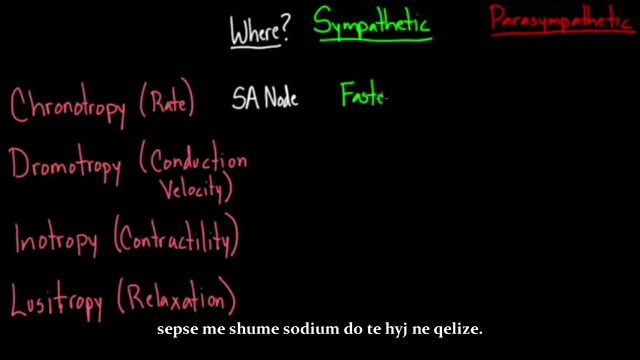 Where? Sympathetic Parasympathetic
Chronotropy (Rate) SA Node Faste
Dromotropy (Conduction
Velocity)
Inotropy (Contractility)
Lusitropy (Relaxation)
sepse me shume sodium do te hyj ne qelize.